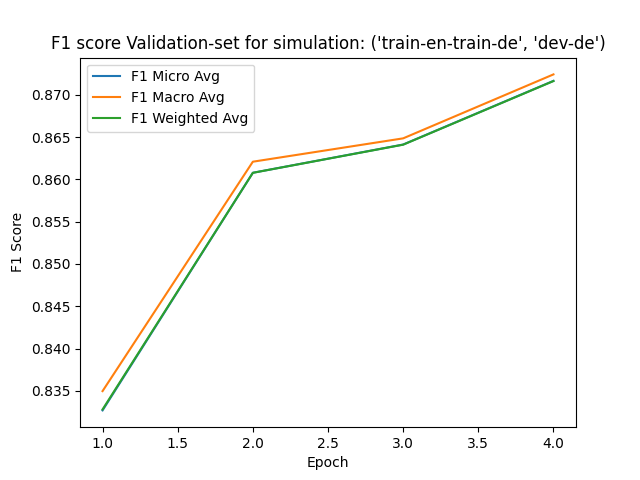 F1 score Validation-set for simulation: ('train-en-train-de', 'dev-de')
F1 Micro Avg
F1 Macro Avg
F1 Weighted Avg
F1 Score
0.870
0.865
0.860
0.855
0.850
0.845
0.840
0.835
1.0 1.5 2.0 2.5 3.0 3.5 4.0
Epoch